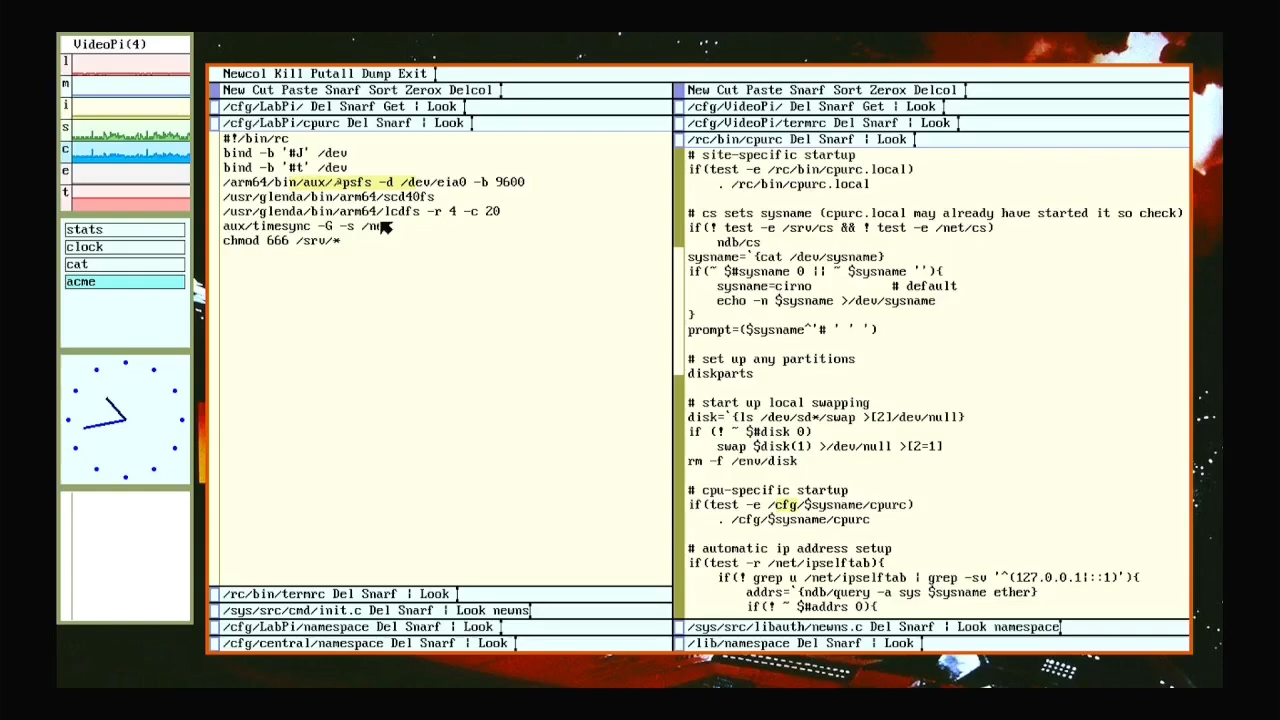 VideoPi(4)
l
m
i
s
c
e
t
stats
clock
cat
acme
Newcol Kill Putall Dump Exit
New Cut Paste Snarf Sort Zerox Delcol
/cfg/LabPi/ Del Snarf Get | Look
/cfg/LabPi/cpurc Del Snarf | Look
#!/bin/rc
bind -b '#J' /dev
bind -b '#t' /dev
/arm64/bin/aux/psfs -d /dev/eia0 -b 9600
/usr/glenda/bin/arm64/scd40fs
/usr/glenda/bin/arm64/lcdfs -r 4 -c 20
aux/timesync -G -s
chmod 666 /srv/*
/rc/bin/termrc Del Snarf | Look
/sys/src/cmd/init.c Del Snarf | Look newns
/cfg/LabPi/namespace Del Snarf | Look
/cfg/central/namespace Del Snarf | Look
New Cut Paste Snarf Sort Zerox Delcol
/cfg/VideoPi/ Del Snarf Get | Look
/cfg/VideoPi/termrc Del Snarf | Look
/rc/bin/cpurc Del Snarf | Look
# site-specific startup
if(test -e /rc/bin/cpurc.local)
    . /rc/bin/cpurc.local
# cs sets sysname (cpurc.local may already have started it so check)
if(! test -e /srv/cs && ! test -e /net/cs)
    ndb/cs
sysname=`{cat /dev/sysname}
if(~ $#sysname 0 || ~ $sysname ''){
    sysname=cirno # default
    echo -n $sysname >/dev/sysname
}
prompt=($sysname^'# ' ' ')
# set up any partitions
diskparts
# start up local swapping
disk=`{ls /dev/sd*/swap >[2]/dev/null}
if (! ~ $#disk 0)
    swap $disk(1) >/dev/null >[2=1]
rm -f /env/disk
# cpu-specific startup
if(test -e /cfg/$sysname/cpurc)
    . /cfg/$sysname/cpurc
# automatic ip address setup
if(test -r /net/ipselftab){
    if(! grep u /net/ipselftab | grep -sv '^(127.0.0.1|::1)'){
        addrs=`{ndb/query -a sys $sysname ether}
        if(! ~ $#addrs 0){
/sys/src/libauth/newns.c Del Snarf | Look namespace
/lib/namespace Del Snarf | Look